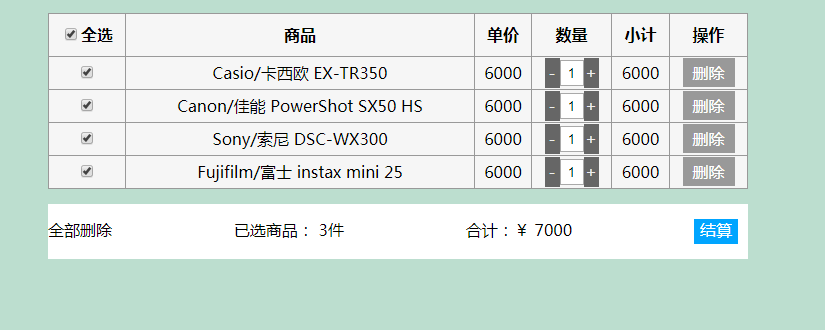 全选 商品 单价 数量 小计 操作
Casio/卡西欧 EX-TR350 6000 - 1 + 6000 删除
Canon/佳能 PowerShot SX50 HS 6000 - 1 + 6000 删除
Sony/索尼 DSC-WX300 6000 - 1 + 6000 删除
Fujifilm/富士 instax mini 25 6000 - 1 + 6000 删除
全部删除 已选商品： 3件 合计：¥ 7000 结算